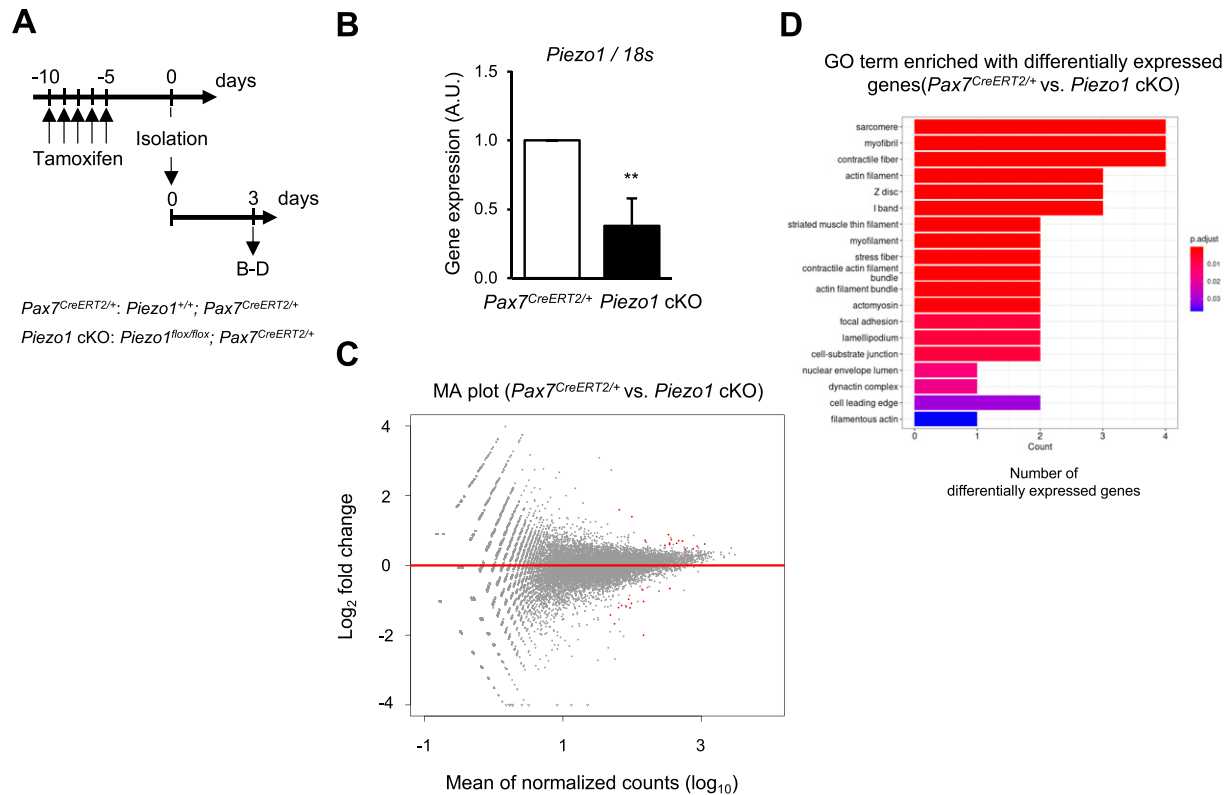 A
-10 -5 0 days
Tamoxifen
Isolation
0 3 days
B-D
Pax7CreERT2/+: Piezo1+/+; Pax7CreERT2/+
Piezo1 cKO: Piezo1flox/flox; Pax7CreERT2/+
B
Piezo1 / 18s
Gene expression (A.U.)
1.5
1.0
0.5
0.0
**
Pax7CreERT2/+ Piezo1 cKO
C
MA plot (Pax7CreERT2/+ vs. Piezo1 cKO)
Log2 fold change
4
2
0
-2
-4
-1 1 3
Mean of normalized counts (log10)
D
GO term enriched with differentially expressed
genes(Pax7CreERT2/+ vs. Piezo1 cKO)
sarcomere
myofibril
contractile fiber
actin filament
Z disc
I band
striated muscle thin filament
myofilament
stress fiber
contractile actin filament
bundle
actin filament bundle
actomyosin
focal adhesion
lamellipodium
cell-substrate junction
nuclear envelope lumen
dynactin complex
cell leading edge
filamentous actin
0 1 2 3 4
Count
p.adjust
0.01
0.02
0.03
Number of
differentially expressed genes